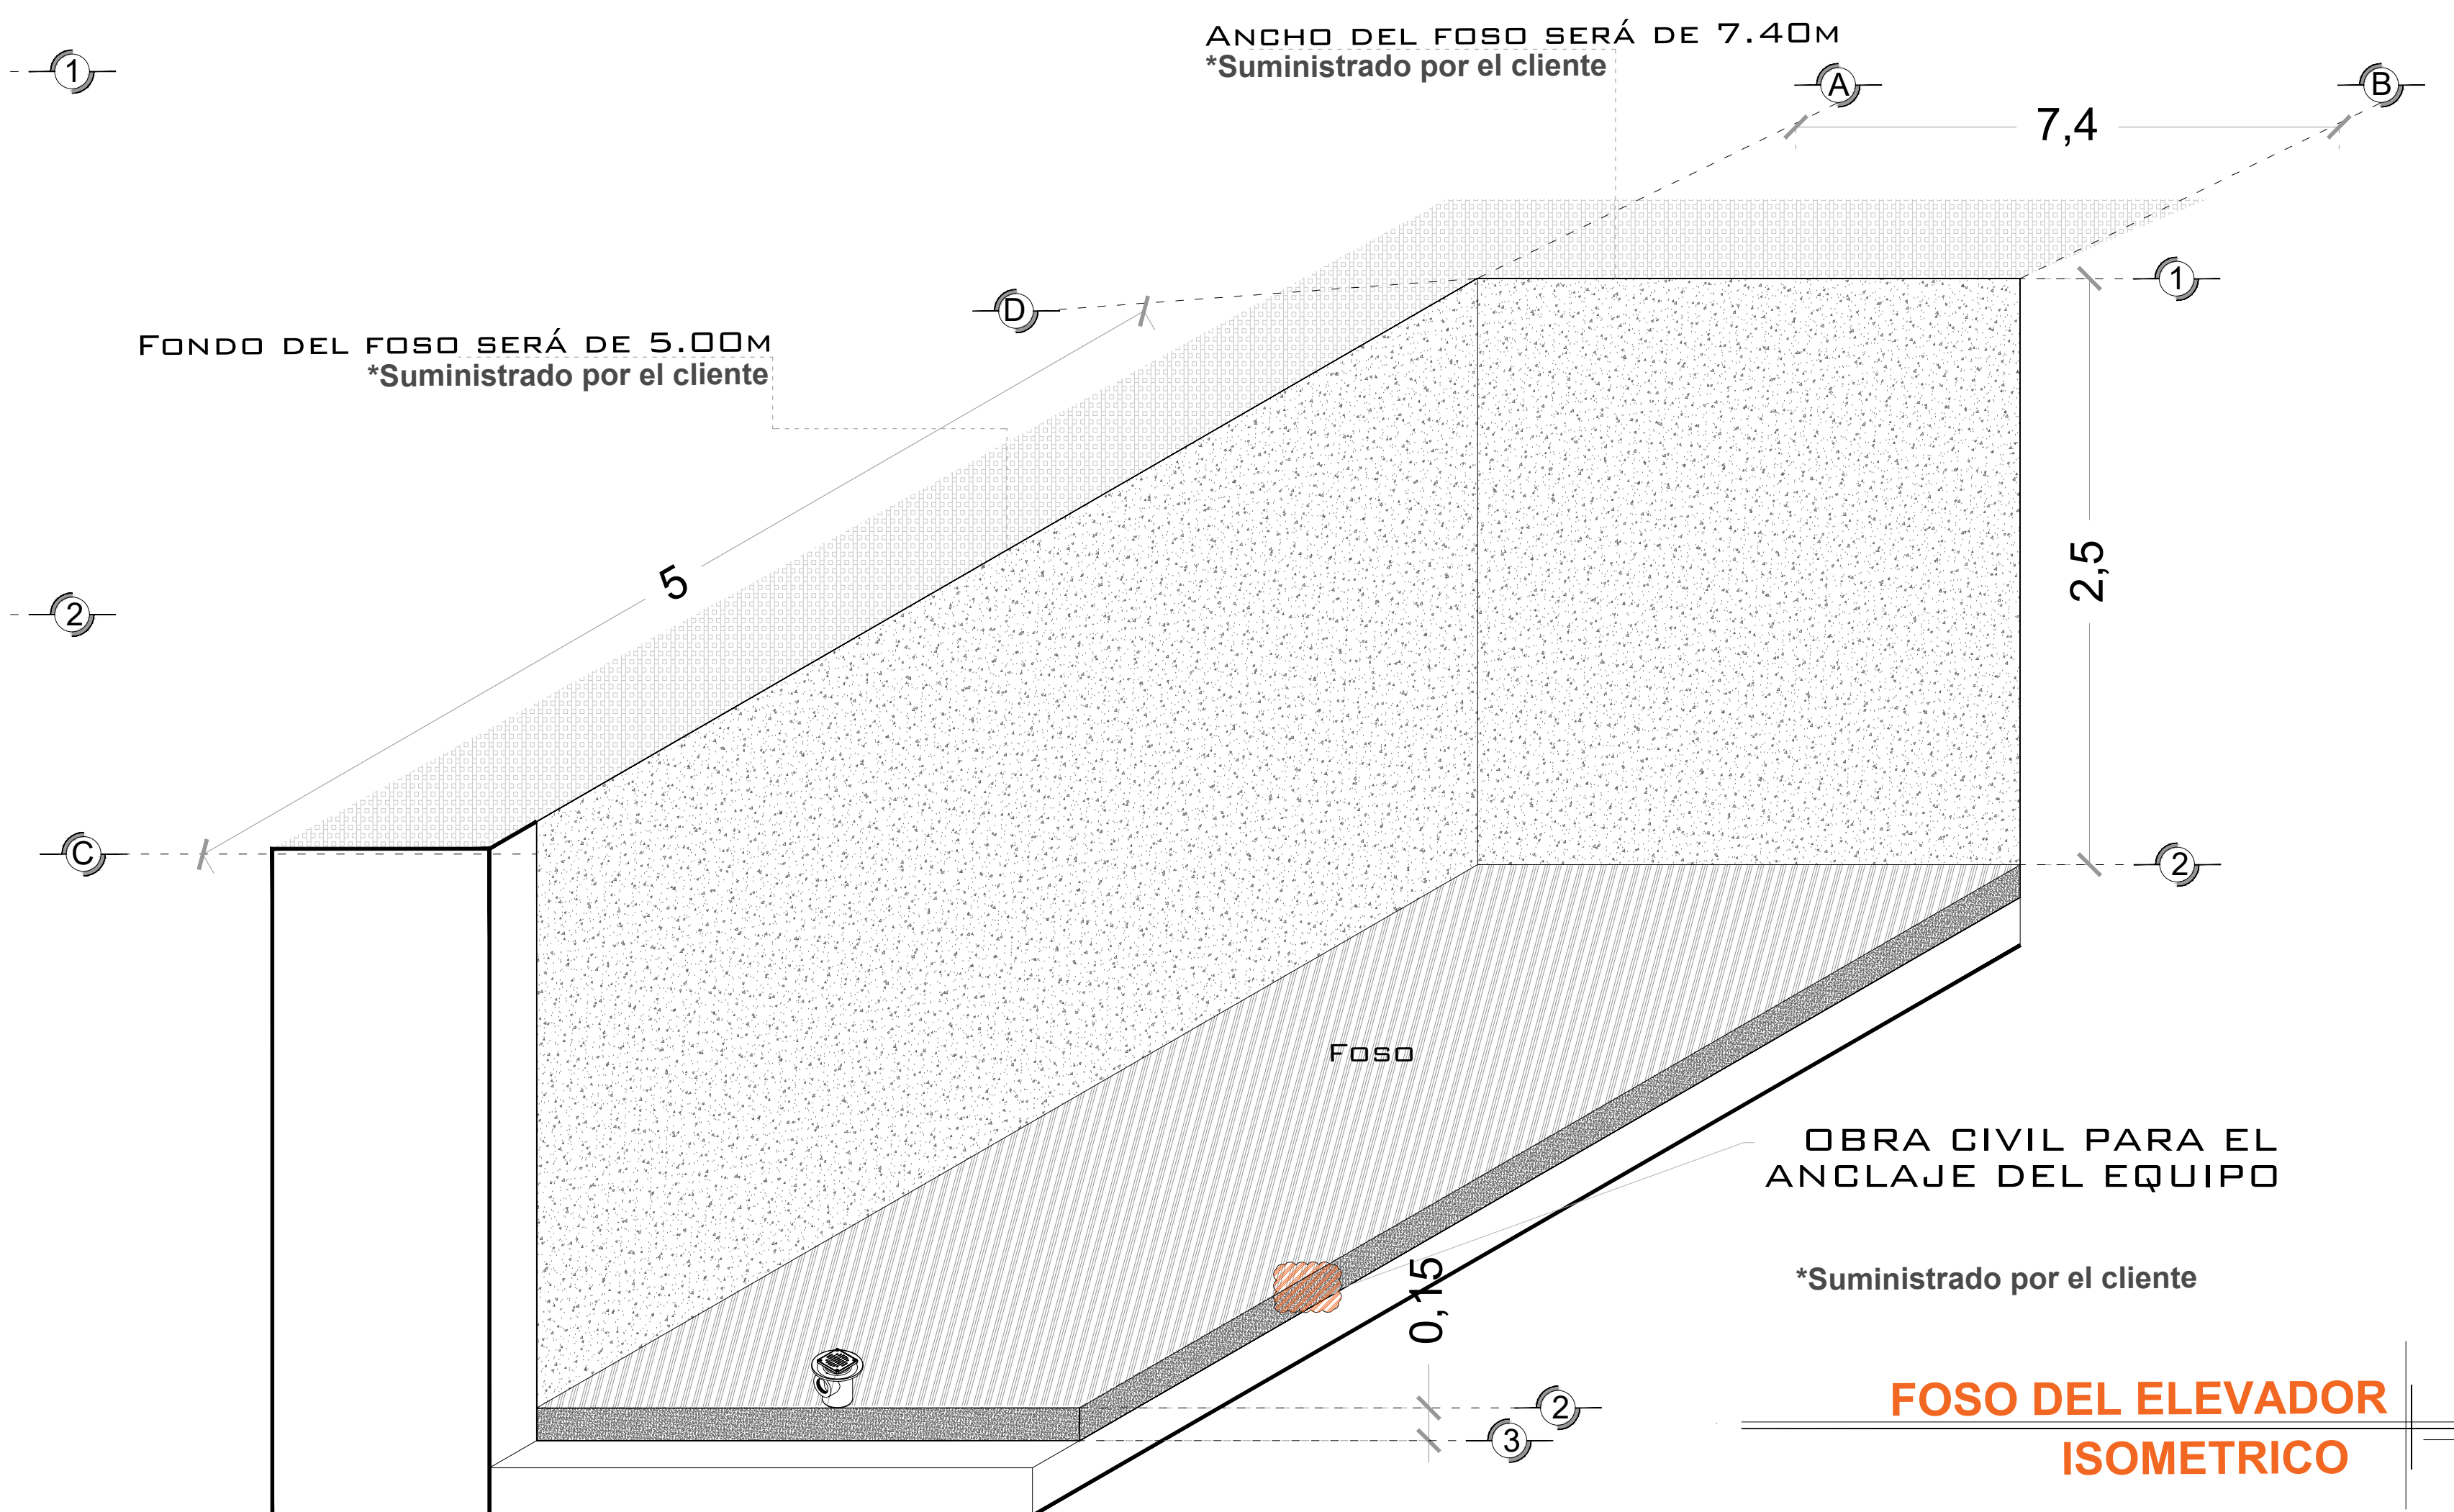 ANCHO DEL FOSO SERÁ DE 7.40M
*Suministrado por el cliente
1
A
B
7,4
D
1
FONDO DEL FOSO SERÁ DE 5.00M
*Suministrado por el cliente
5
2,5
2
C
2
FOSO
OBRA CIVIL PARA EL
ANCLAJE DEL EQUIPO
*Suministrado por el cliente
0,15
2
3
FOSO DEL ELEVADOR
ISOMETRICO